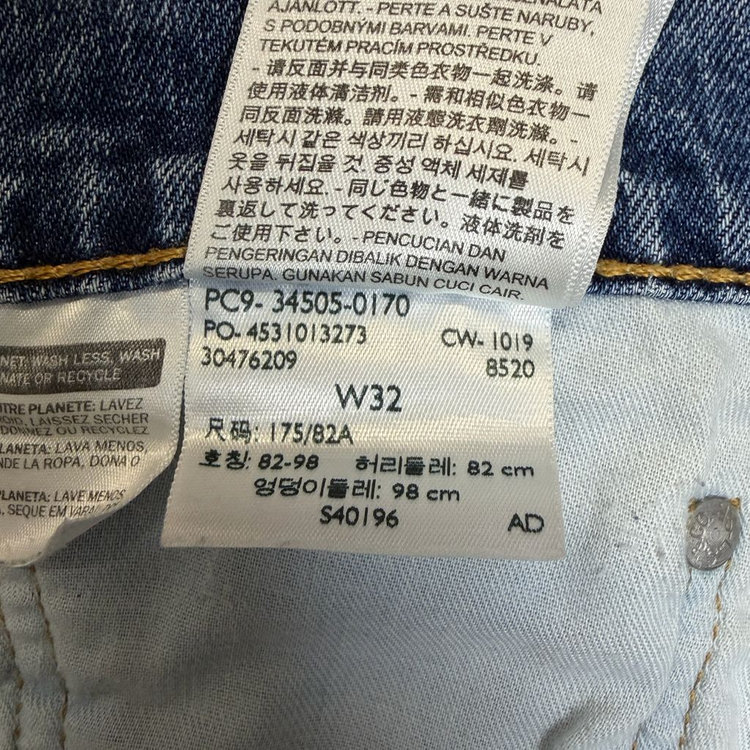 AJÁNLOTT. - PERTE A SUŠTE NARUBY,
S PODOBNÝMI BARVAMI. PERTE V
TEKUTÉM PRACÍM PROSTŘEDKU.
- 请反面并与同类色衣物一起洗涤。请
使用液体清洁剂。- 需和相似色衣物一
同反面洗滌。請用液態洗衣劑洗滌。-
세탁시 같은 색상끼리 하십시요. 세탁시
옷을 뒤집을 것. 중성 액체 세제를
사용하세요. - 同じ色物と一緒に製品を
裏返して洗ってください。液体洗剤を
ご使用下さい。- PENCUCIAN DAN
PENGERINGAN DIBALIK DENGAN WARNA
SERUPA. GUNAKAN SABUN CUCI CAIR.
PC9- 34505-0170
PO- 4531013273 CW- 1019
30476209 8520
W32
尺码: 175/82A
호칭: 82-98 허리둘레: 82 cm
엉덩이둘레: 98 cm
S40196 AD
NET: WASH LESS, WASH
NATE OR RECYCLE
TRE PLANETE: LAVEZ
OID, LAISSEZ SECHER
DONNEZ OU RECYCLEZ
LANETA: LAVA MENOS,
NDE LA ROPA, DONA O
LANETA: LAVE MENOS
, SEQUE EM